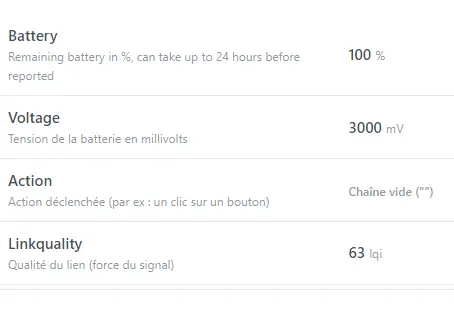 Battery
Remaining battery in %, can take up to 24 hours before
reported
100 %
Voltage
Tension de la batterie en millivolts
3000 mV
Action
Action déclenchée (par ex : un clic sur un bouton)
Chaîne vide ("")
Linkquality
Qualité du lien (force du signal)
63 lqi